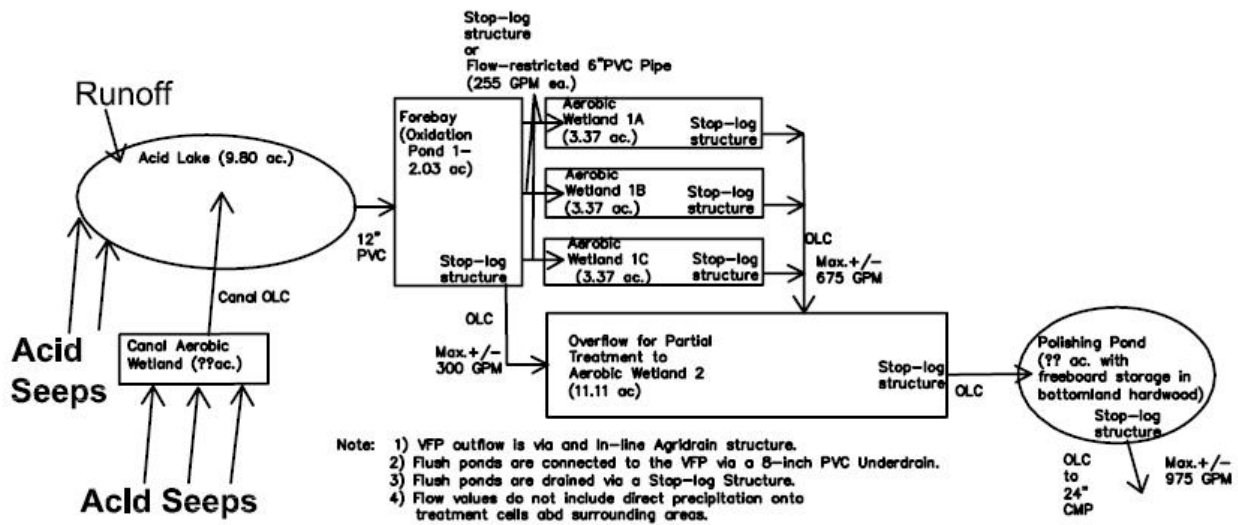 Stop-log
structure
or
Flow-restricted 6"PVC Pipe
(255 GPM ea.)
Runoff
Acid Lake (9.80 ac.)
12"
PVC
Forebay
(Oxidation
Pond 1-
2.03 ac)
Stop-log
structure
Aerobic
Wetland 1A
(3.37 ac.)
Stop-log
structure
Aerobic
Wetland 1B
(3.37 ac.)
Stop-log
structure
Aerobic
Wetland 1C
(3.37 ac.)
Stop-log
structure
OLC
Max.+/-
675 GPM
Canal OLC
Acid
Seeps
Canal Aerobic
Wetland (??ac.)
Acid Seeps
OLC
Max.+/-
300 GPM
Overflow for Partial
Treatment to
Aerobic Wetland 2
(11.11 ac)
Stop-log
structure
OLC
Polishing Pond
(?? ac. with
freeboard storage in
bottomland hardwood)
Stop-log
structure
OLC
to
24"
CMP
Max.+/-
975 GPM
Note: 1) VFP outflow is via and in-line Agridrain structure.
2) Flush ponds are connected to the VFP via a 8-inch PVC Underdrain.
3) Flush ponds are drained via a Stop-log Structure.
4) Flow values do not include direct precipitation onto
treatment cells abd surrounding areas.